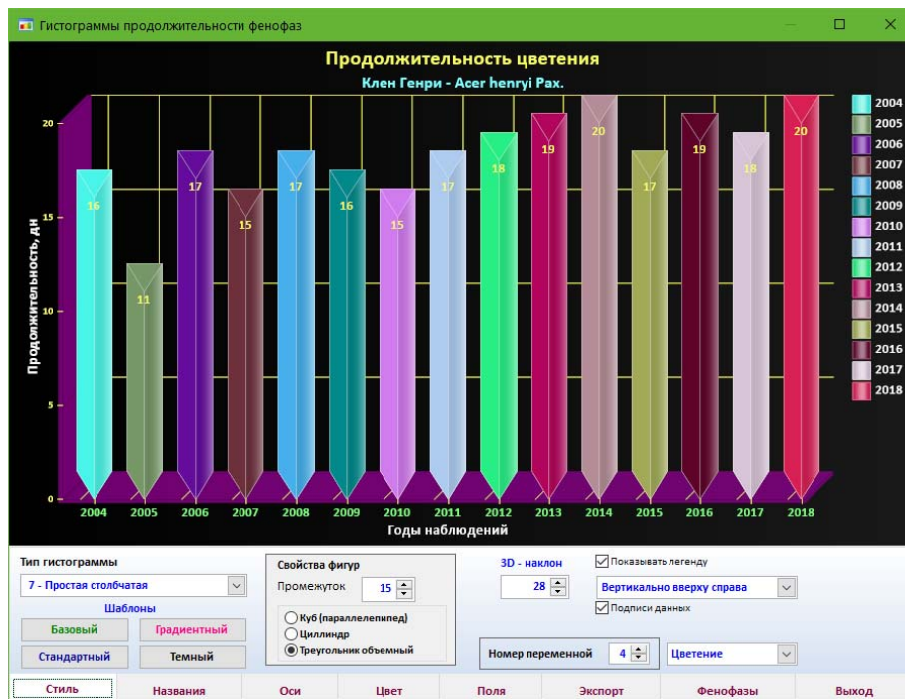 Гистограммы продолжительности фенофаз
Продолжительность цветения
Клен Генри - Acer henryi Pax.
Продолжительность, дн
20
15
10
5
0
16
11
17
15
17
16
15
17
18
19
20
17
19
18
20
2004 2005 2006 2007 2008 2009 2010 2011 2012 2013 2014 2015 2016 2017 2018
Годы наблюдений
2004
2005
2006
2007
2008
2009
2010
2011
2012
2013
2014
2015
2016
2017
2018
Тип гистограммы
7 - Простая столбчатая
Шаблоны
Базовый Градиентный
Стандартный Темный
Свойства фигур
Промежуток 15
Куб (параллелепипед)
Циллиндр
Треугольник объемный
3D - наклон
28
Показывать легенду
Вертикально вверху справа
Подписи данных
Номер переменной 4 Цветение
Стиль Названия Оси Цвет Поля Экспорт Фенофазы Выход